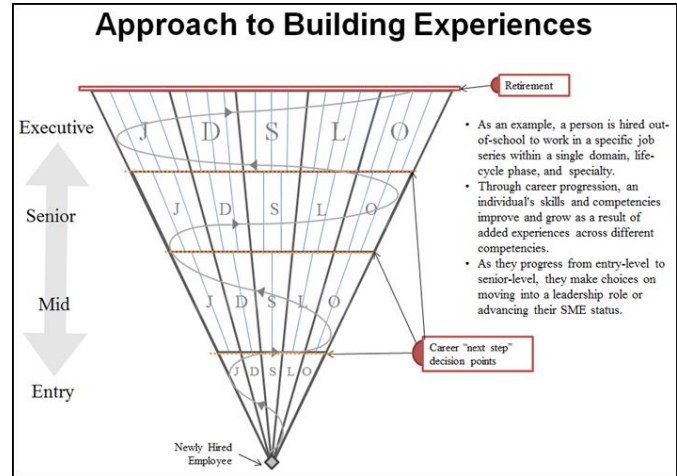 Approach to Building Experiences
Retirement
Executive
J D S L O
• As an example, a person is hired out-
of-school to work in a specific job
series within a single domain, life-
cycle phase, and specialty.
• Through career progression, an
individual's skills and competencies
improve and grow as a result of
added experiences across different
competencies.
• As they progress from entry-level to
senior-level, they make choices on
moving into a leadership role or
advancing their SME status.
Senior
J D S L O
Mid
J D S L O
Career "next step"
decision points
Entry
J D S L O
Newly Hired
Employee